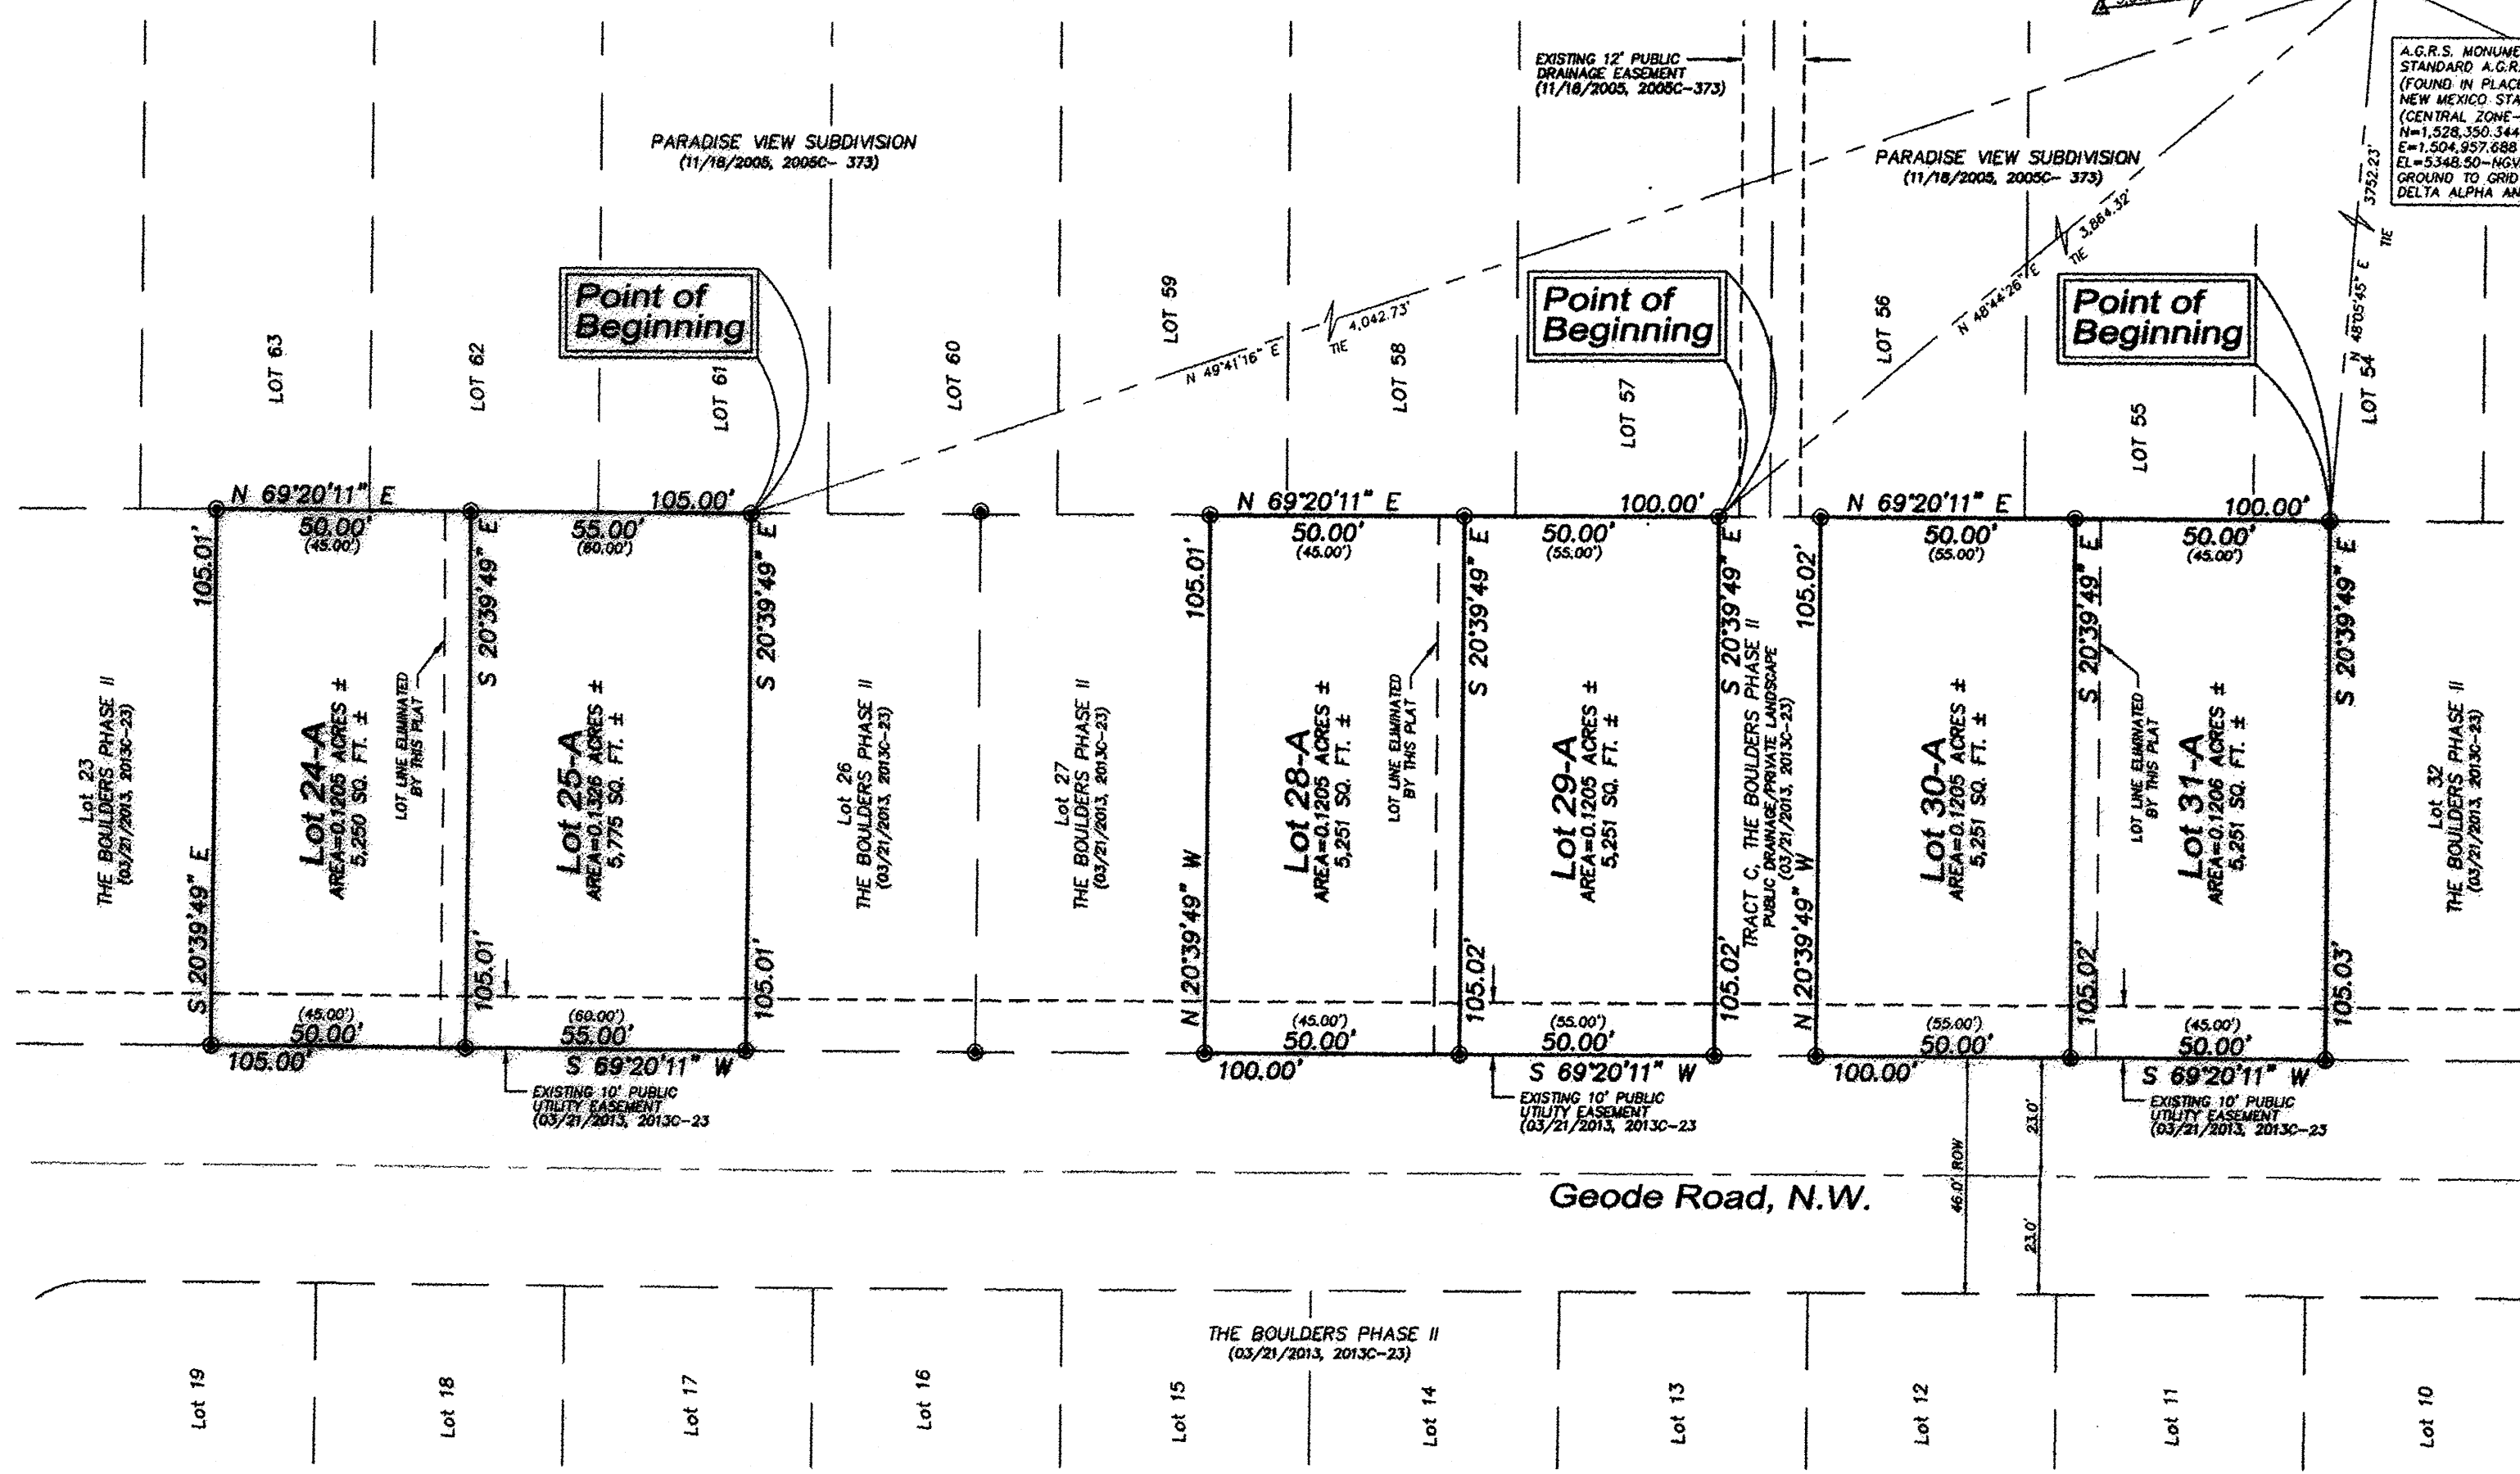 EXISTING 12' PUBLIC
DRAINAGE EASEMENT
(11/18/2005, 2005C-373)
A.G.R.S. MONUME
STANDARD A.G.R.
(FOUND IN PLACE
NEW MEXICO STA
(CENTRAL ZONE-
N=1,528,350.344
E=1,504,957.688
EL=5348.50-NGV
GROUND TO GRID
DELTA ALPHA AN
PARADISE VIEW SUBDIVISION
(11/18/2005, 2005C- 373)
PARADISE VIEW SUBDIVISION
(11/18/2005, 2005C- 373)
Point of
Beginning
Point of
Beginning
Point of
Beginning
LOT 63
LOT 62
LOT 61
LOT 60
LOT 59
LOT 58
LOT 57
LOT 56
LOT 55
LOT 54
N 49°41'16" E
TIE
4,042.73'
N 48°44'26" E
TIE
3,884.32'
N 48°05'45" E
3752.23'
TIE
N 69°20'11" E
105.00'
50.00'
(45.00')
55.00'
(60.00')
N 69°20'11" E
100.00'
50.00'
(45.00')
50.00'
(55.00')
N 69°20'11" E
100.00'
50.00'
(55.00')
50.00'
(45.00')
Lot 23
THE BOULDERS PHASE II
(03/21/2013, 2013C-23)
S 20°39'49" E
105.01'
Lot 24-A
AREA=0.1205 ACRES ±
5,250 SQ. FT. ±
LOT LINE ELIMINATED
BY THIS PLAT
S 20°39'49" E
105.01'
Lot 25-A
AREA=0.1326 ACRES ±
5,775 SQ. FT. ±
S 20°39'49" E
105.01'
Lot 26
THE BOULDERS PHASE II
(03/21/2013, 2013C-23)
Lot 27
THE BOULDERS PHASE II
(03/21/2013, 2013C-23)
N 20°39'49" W
105.01'
Lot 28-A
AREA=0.1205 ACRES ±
5,251 SQ. FT. ±
LOT LINE ELIMINATED
BY THIS PLAT
S 20°39'49" E
105.02'
Lot 29-A
AREA=0.1205 ACRES ±
5,251 SQ. FT. ±
S 20°39'49" E
105.02'
TRACT C, THE BOULDERS PHASE II
PUBLIC DRAINAGE/PRIVATE LANDSCAPE
(03/21/2013, 2013C-23)
N 20°39'49" W
105.02'
Lot 30-A
AREA=0.1205 ACRES ±
5,251 SQ. FT. ±
S 20°39'49" E
105.02'
LOT LINE ELIMINATED
BY THIS PLAT
Lot 31-A
AREA=0.1206 ACRES ±
5,251 SQ. FT. ±
S 20°39'49" E
105.03'
Lot 32
THE BOULDERS PHASE II
(03/21/2013, 2013C-23)
(45.00')
50.00'
(60.00')
55.00'
105.00'
S 69°20'11" W
(45.00')
50.00'
(55.00')
50.00'
100.00'
S 69°20'11" W
(55.00')
50.00'
(45.00')
50.00'
100.00'
S 69°20'11" W
EXISTING 10' PUBLIC
UTILITY EASEMENT
(03/21/2013, 2013C-23
EXISTING 10' PUBLIC
UTILITY EASEMENT
(03/21/2013, 2013C-23
EXISTING 10' PUBLIC
UTILITY EASEMENT
(03/21/2013, 2013C-23
46.0' ROW
23.0'
23.0'
Geode Road, N.W.
THE BOULDERS PHASE II
(03/21/2013, 2013C-23)
Lot 19
Lot 18
Lot 17
Lot 16
Lot 15
Lot 14
Lot 13
Lot 12
Lot 11
Lot 10